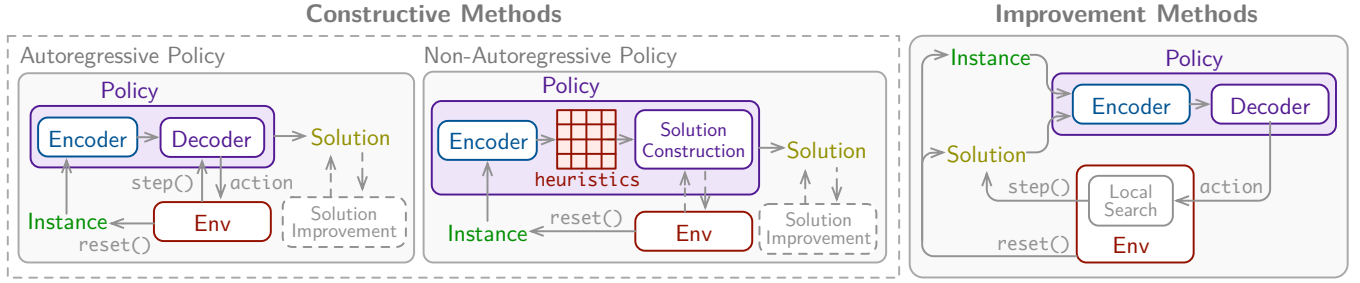 Constructive Methods
Autoregressive Policy
Policy
Encoder
Decoder
Solution
step()
action
Instance
reset()
Env
Solution
Improvement
Non-Autoregressive Policy
Policy
Encoder
heuristics
Solution
Construction
Solution
Instance
reset()
Env
Solution
Improvement
Improvement Methods
Instance
Policy
Encoder
Decoder
Solution
step()
Local
Search
action
reset()
Env